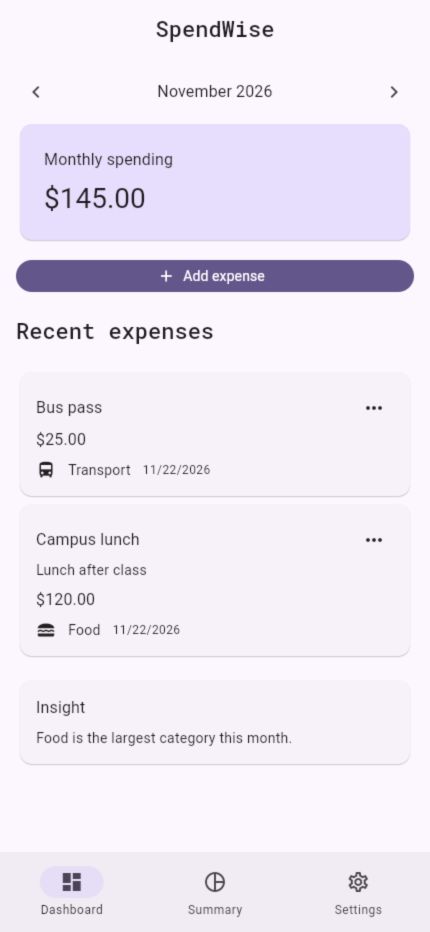 SpendWise
November 2026
Monthly spending
$145.00
+ Add expense
Recent expenses
Bus pass
$25.00
Transport 11/22/2026
Campus lunch
Lunch after class
$120.00
Food 11/22/2026
Insight
Food is the largest category this month.
Dashboard Summary Settings